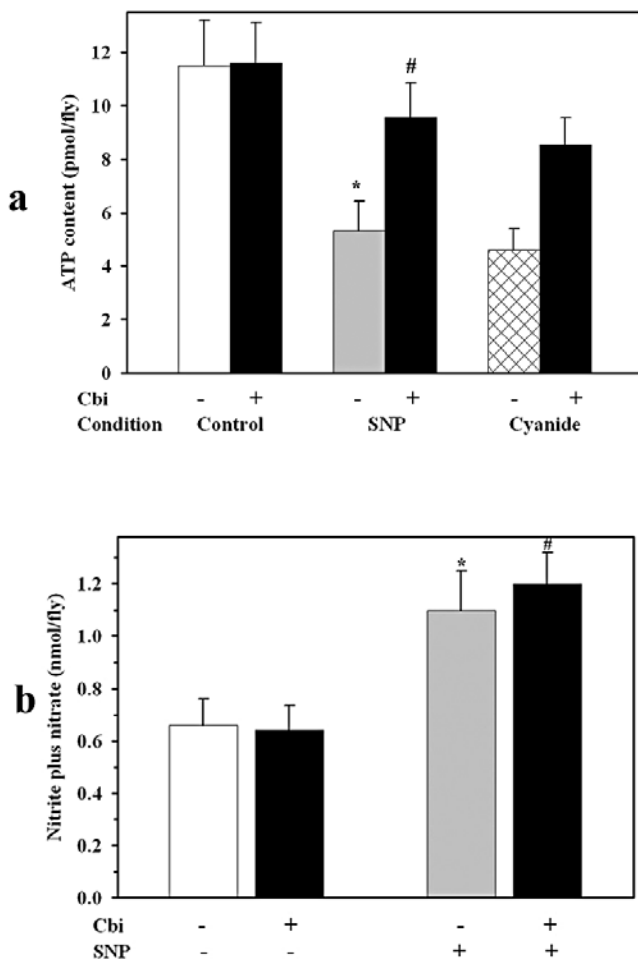 12
10
#
8
a
ATP content (pmol/fly)
*
6
4
2
0
Cbi - + - + - +
Condition Control SNP Cyanide
#
*
1.2
1.0
0.8
b
Nitrite plus nitrate (nmol/fly)
0.6
0.4
0.2
0.0
Cbi - + - +
SNP - - + +